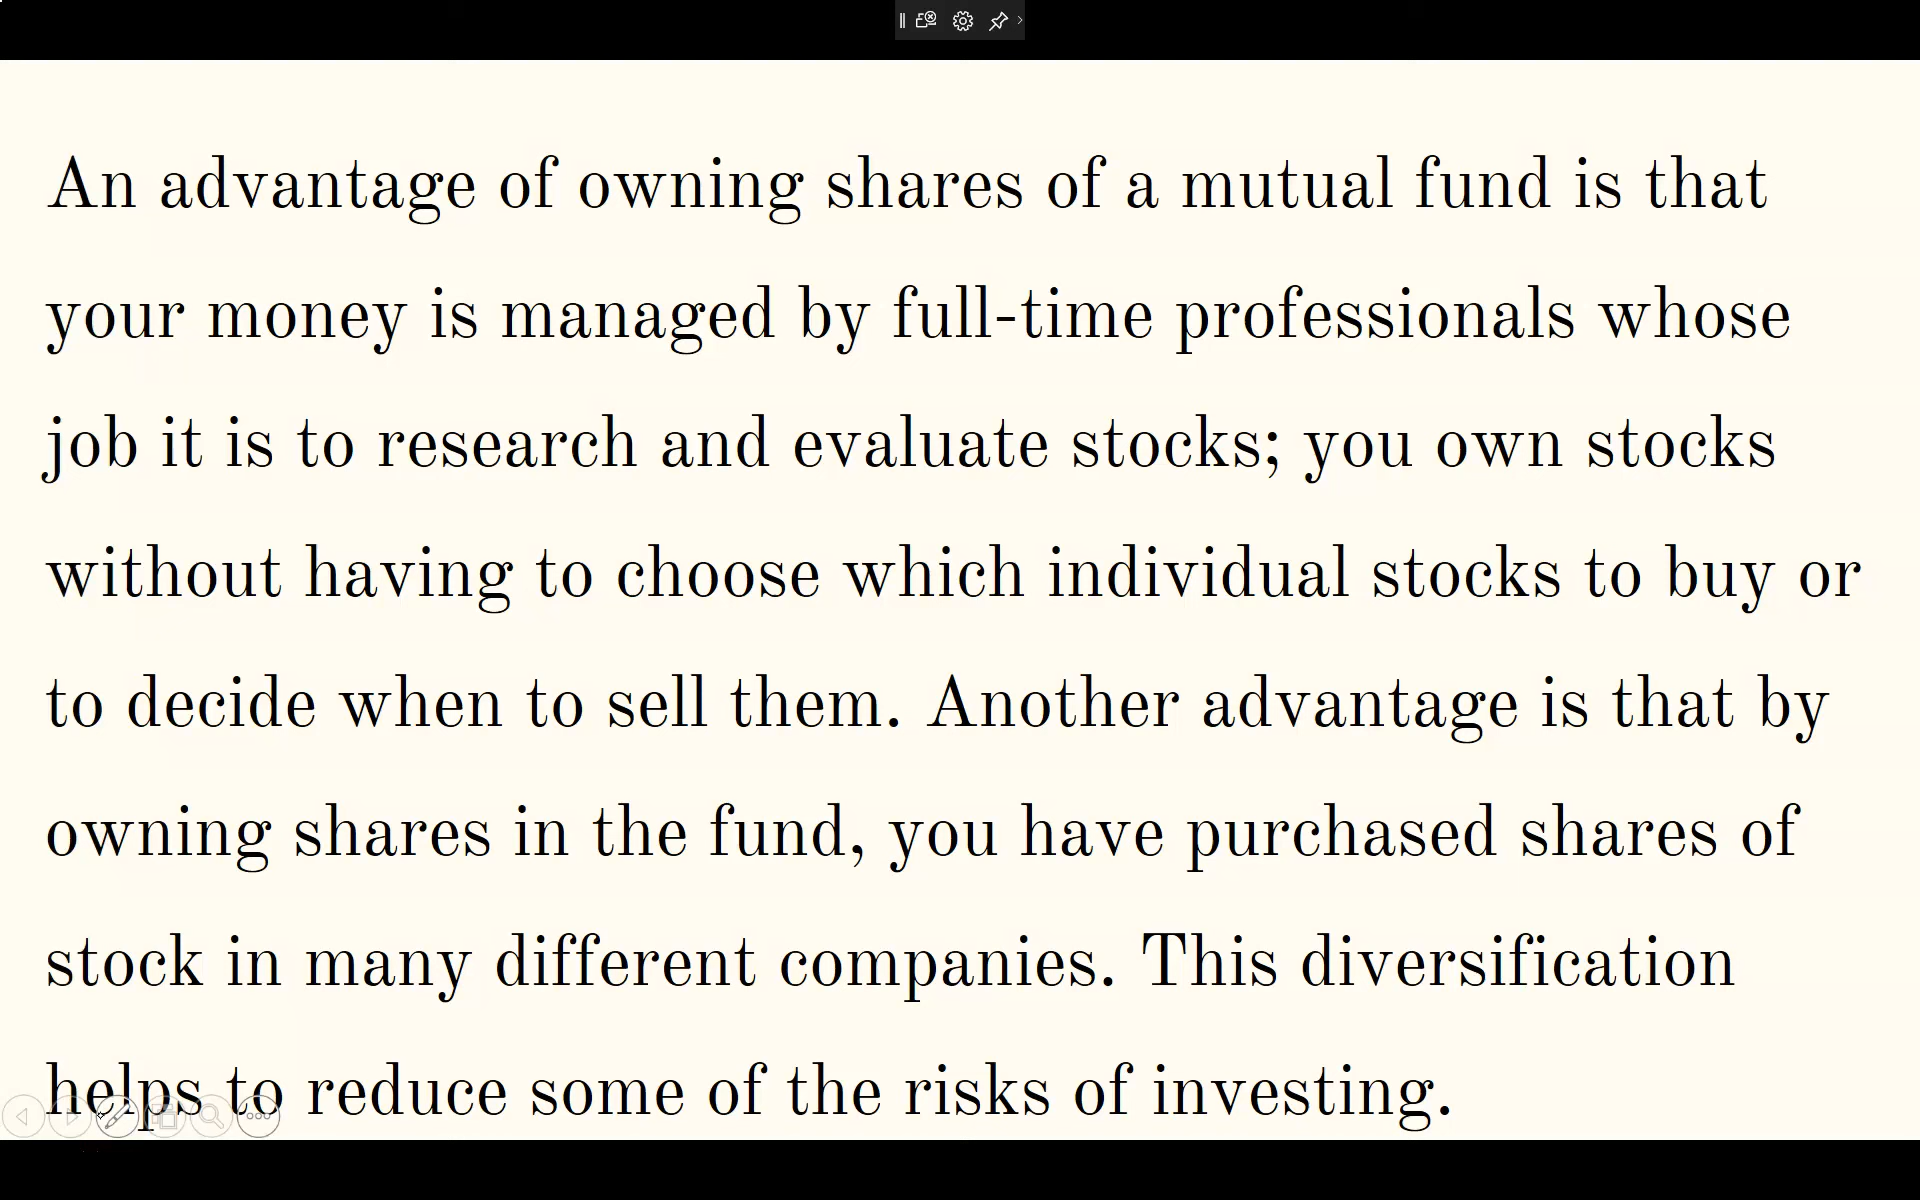 An advantage of owning shares of a mutual fund is that
your money is managed by full-time professionals whose
job it is to research and evaluate stocks; you own stocks
without having to choose which individual stocks to buy or
to decide when to sell them. Another advantage is that by
owning shares in the fund, you have purchased shares of
stock in many different companies. This diversification
helps to reduce some of the risks of investing.